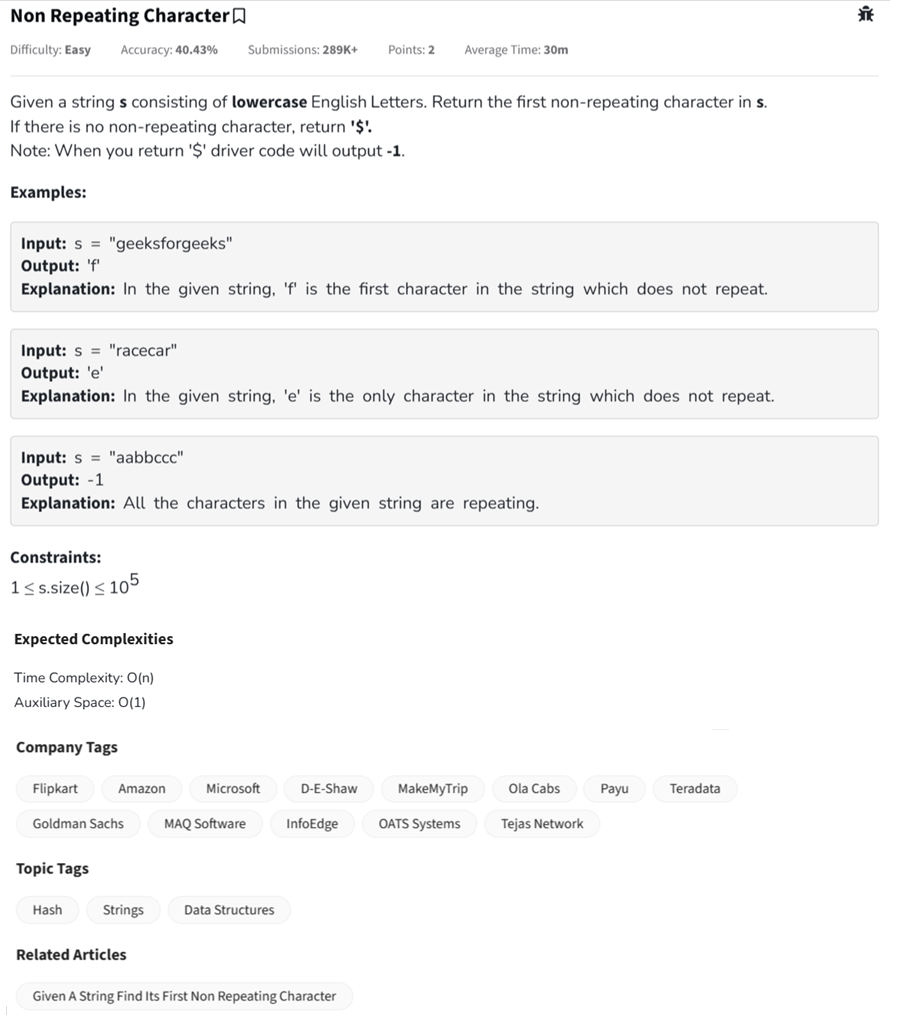 Non Repeating Character
Difficulty: Easy Accuracy: 40.43% Submissions: 289K+ Points: 2 Average Time: 30m
Given a string s consisting of lowercase English Letters. Return the first non-repeating character in s.
If there is no non-repeating character, return '$'.
Note: When you return '$' driver code will output -1.
Examples:
Input: s = "geeksforgeeks"
Output: 'f'
Explanation: In the given string, 'f' is the first character in the string which does not repeat.
Input: s = "racecar"
Output: 'e'
Explanation: In the given string, 'e' is the only character in the string which does not repeat.
Input: s = "aabbccc"
Output: -1
Explanation: All the characters in the given string are repeating.
Constraints:
1 ≤ s.size() ≤ 10⁵
Expected Complexities
Time Complexity: O(n)
Auxiliary Space: O(1)
Company Tags
Flipkart Amazon Microsoft D-E-Shaw MakeMyTrip Ola Cabs Payu Teradata
Goldman Sachs MAQ Software InfoEdge OATS Systems Tejas Network
Topic Tags
Hash Strings Data Structures
Related Articles
Given A String Find Its First Non Repeating Character